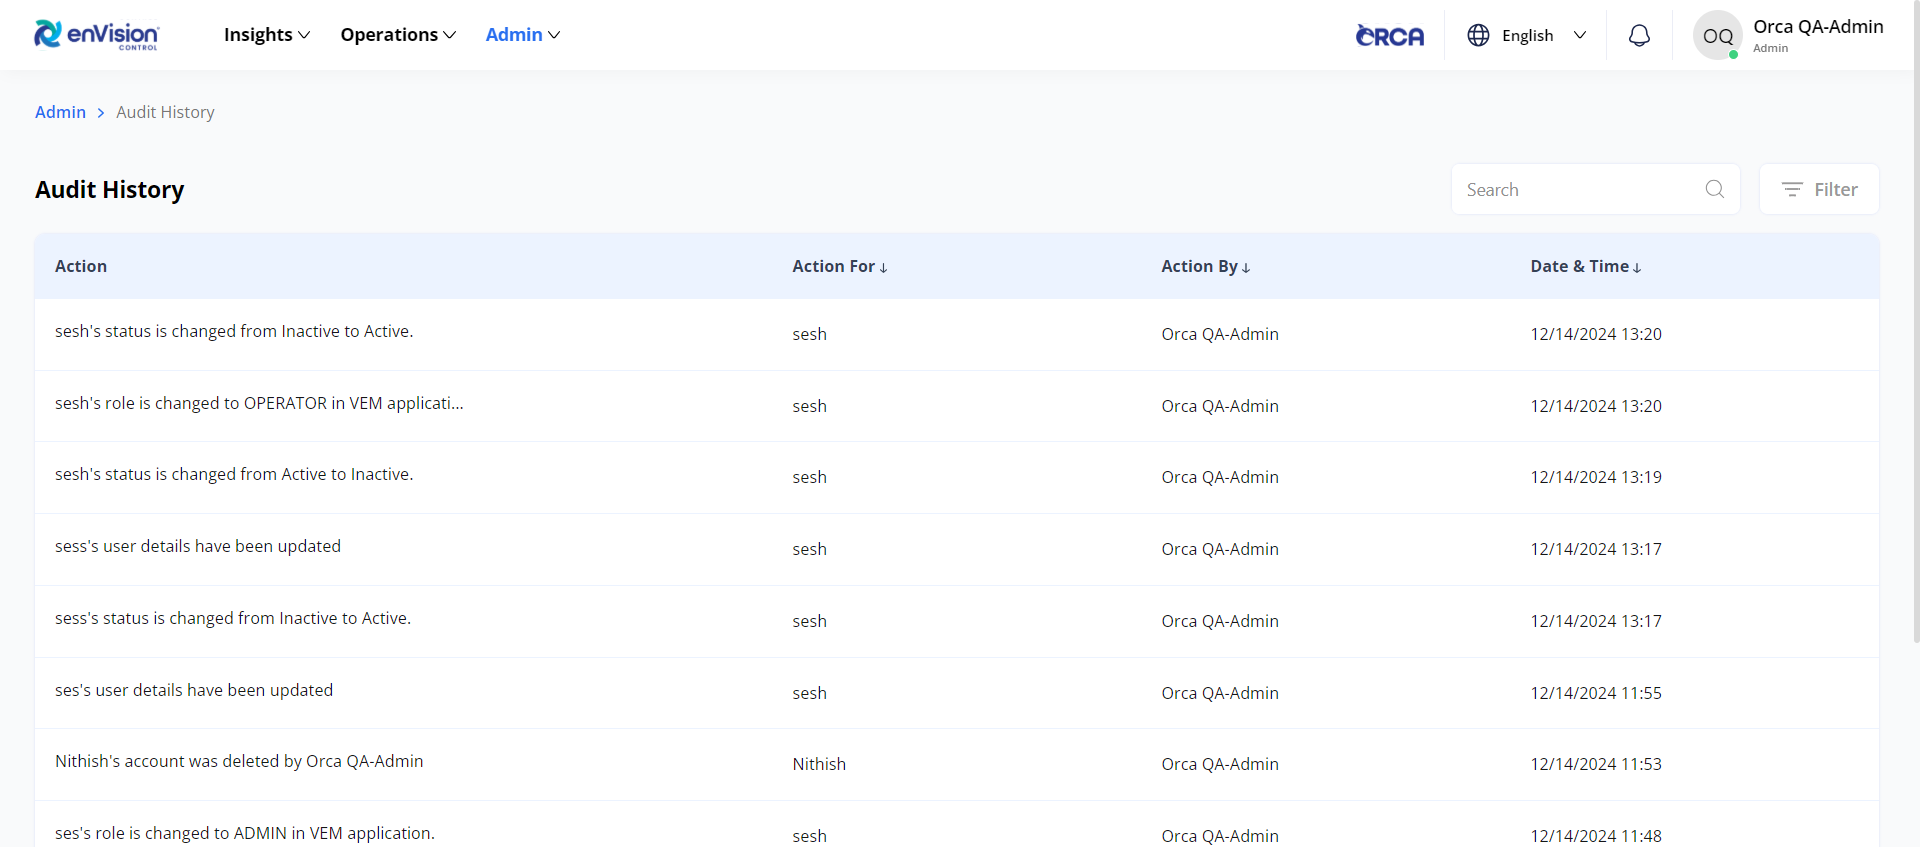 enVision CONTROL Insights Operations Admin ORCA English OQ Orca QA-Admin
Admin
Admin > Audit History
Audit History Search Filter
Action Action For ↓ Action By ↓ Date & Time ↓
sesh's status is changed from Inactive to Active. sesh Orca QA-Admin 12/14/2024 13:20
sesh's role is changed to OPERATOR in VEM applicati... sesh Orca QA-Admin 12/14/2024 13:20
sesh's status is changed from Active to Inactive. sesh Orca QA-Admin 12/14/2024 13:19
sess's user details have been updated sesh Orca QA-Admin 12/14/2024 13:17
sess's status is changed from Inactive to Active. sesh Orca QA-Admin 12/14/2024 13:17
ses's user details have been updated sesh Orca QA-Admin 12/14/2024 11:55
Nithish's account was deleted by Orca QA-Admin Nithish Orca QA-Admin 12/14/2024 11:53
ses's role is changed to ADMIN in VEM application. sesh Orca QA-Admin 12/14/2024 11:48